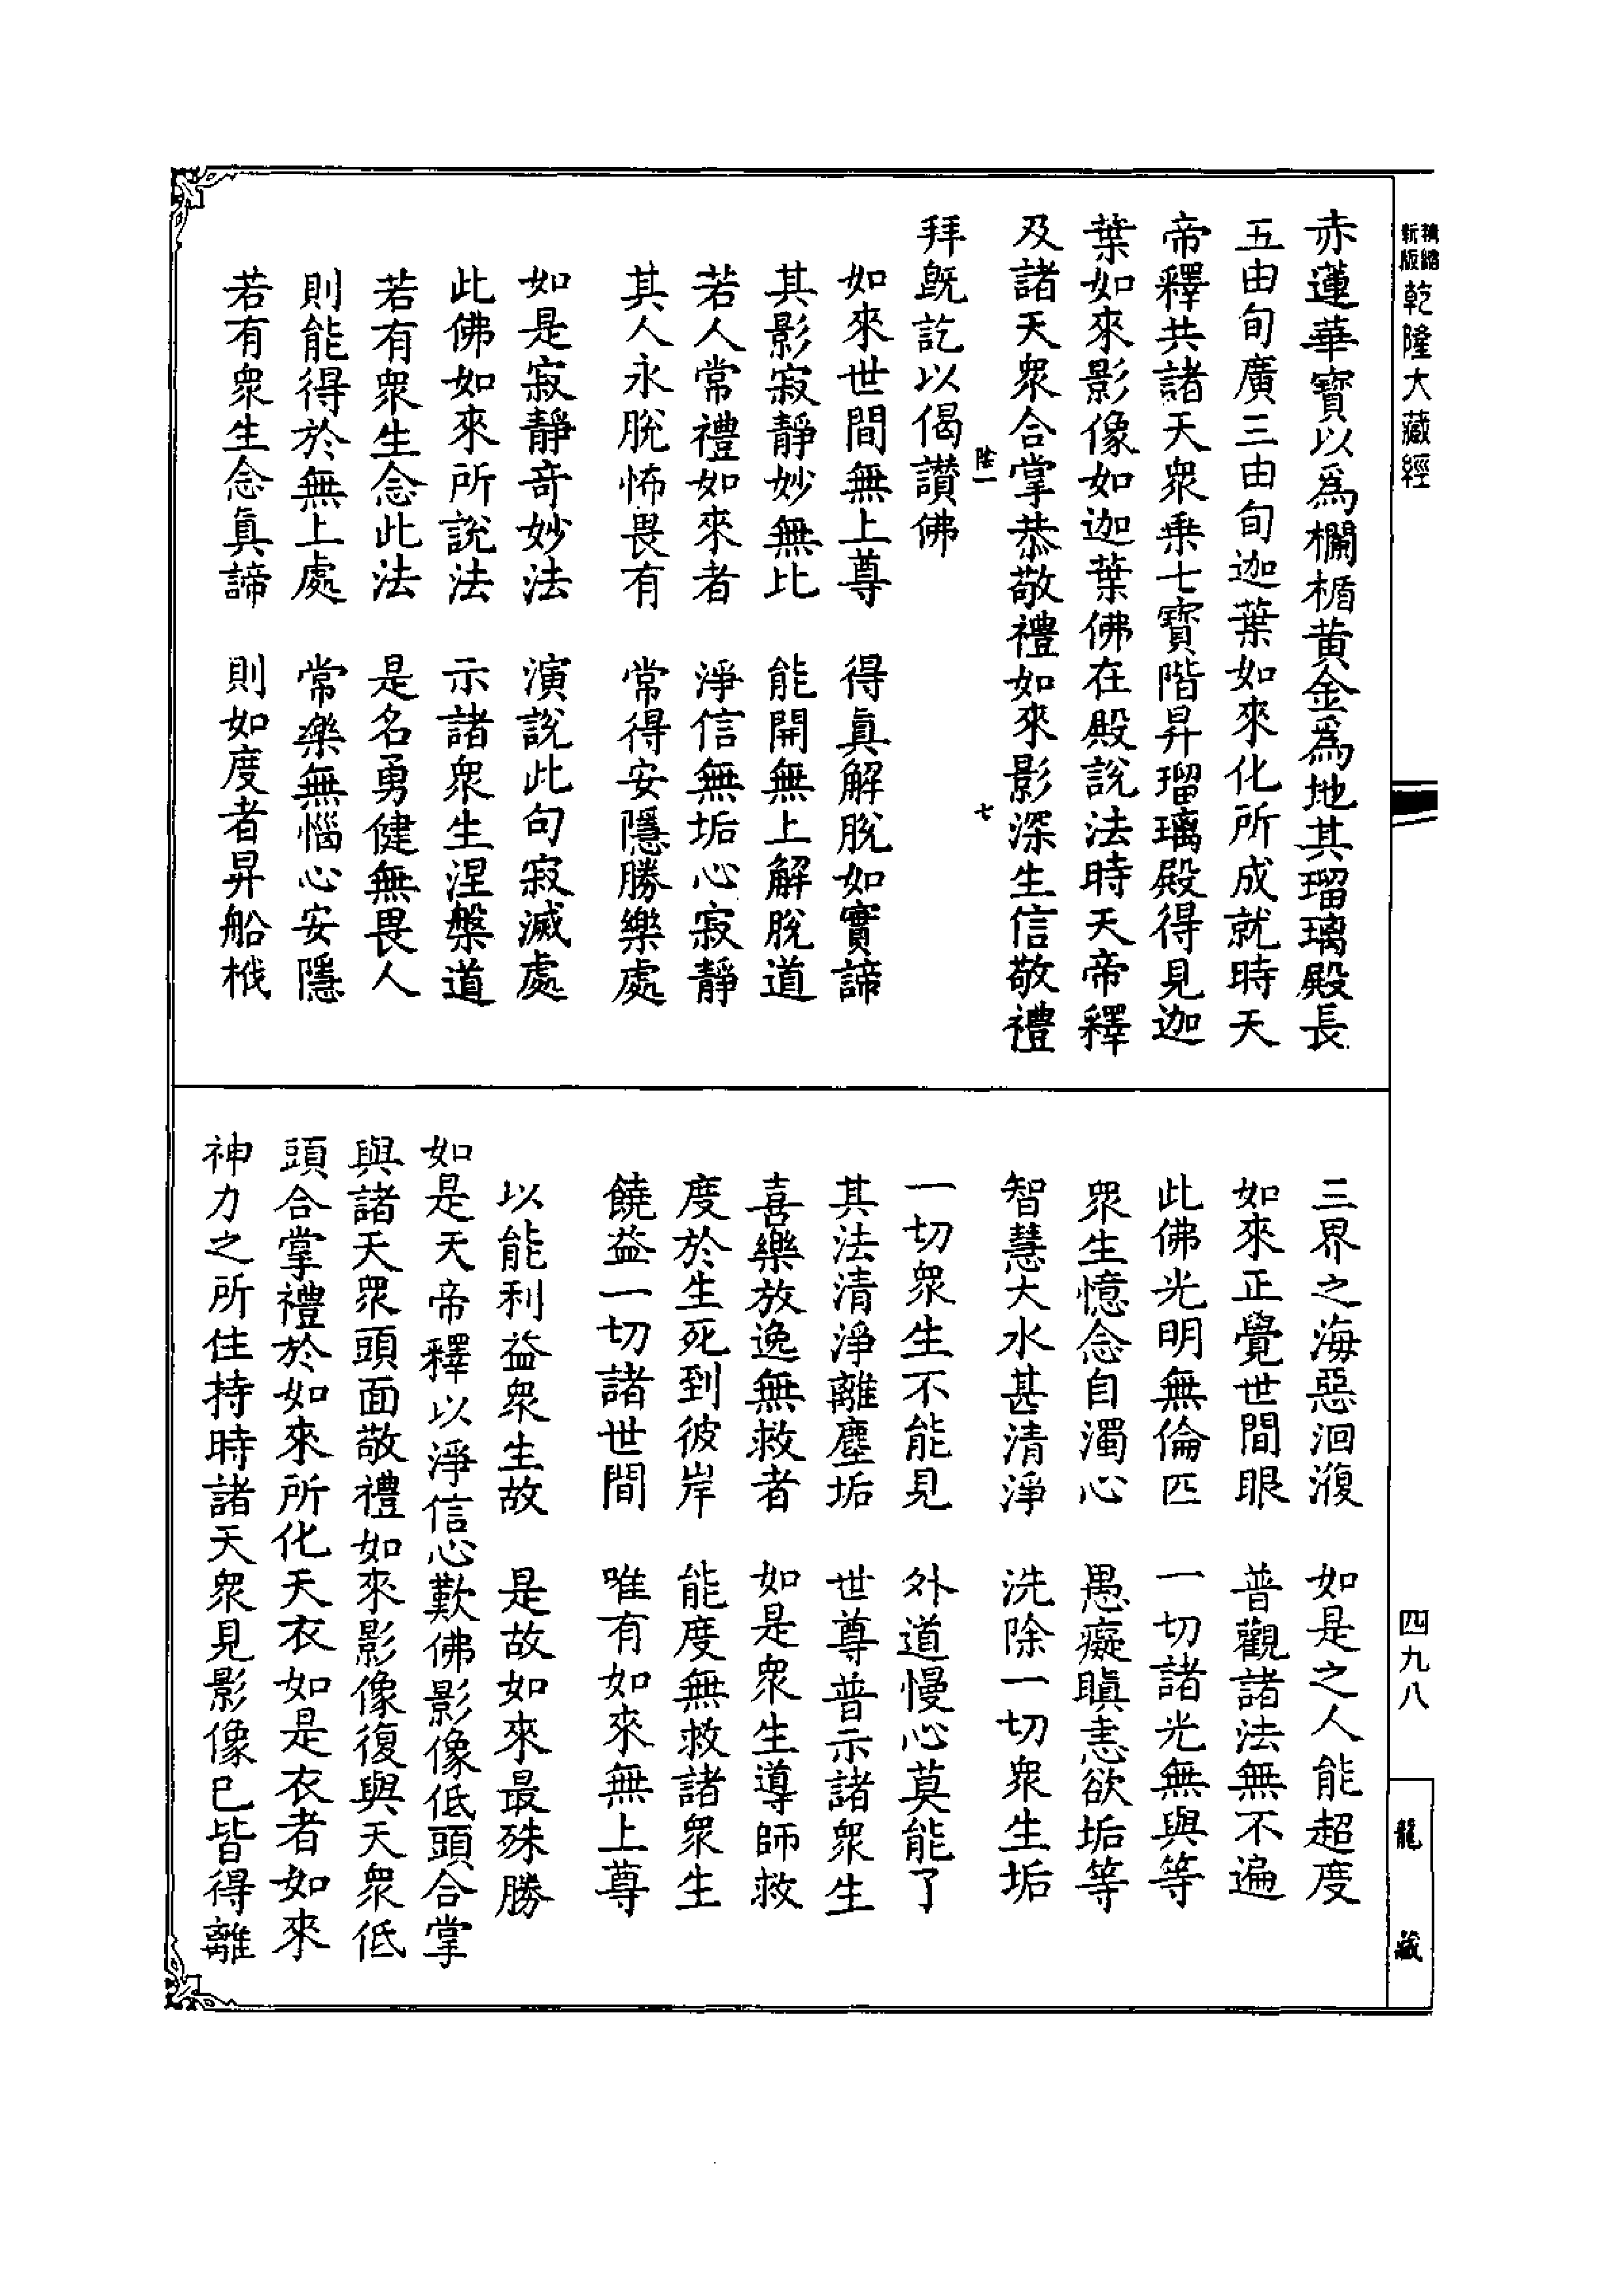 精縮
新版
乾隆大藏經
四九八
龍藏
赤蓮華寶以爲欄楯黄金爲地其瑠璃殿長
五由旬廣三由旬迦葉如來化所成就時天
帝釋共諸天衆乗七寶階昇瑠璃殿得見迦
葉如來影像如迦葉佛在殿說法時天帝釋
及諸天衆合掌恭敬禮如來影深生信敬禮
陸一 七
拜旣訖以偈讃佛
如來世間無上尊 得眞解脫如實諦
其影寂靜妙無比 能開無上解脫道
若人常禮如來者 淨信無垢心寂靜
其人永脫怖畏有 常得安隱勝樂處
如是寂靜奇妙法 演說此句寂滅處
此佛如來所說法 示諸衆生涅槃道
若有衆生念此法 是名勇健無畏人
則能得於無上處 常樂無惱心安隱
若有衆生念眞諦 則如度者昇船栰
三界之海惡洄澓 如是之人能超度
如來正覺世間眼 普觀諸法無不遍
此佛光明無倫匹 一切諸光無與等
衆生憶念自濁心 愚癡瞋恚欲垢等
智慧大水甚清淨 洗除一切衆生垢
一切衆生不能見 外道慢心莫能了
其法清淨離塵垢 世尊普示諸衆生
喜樂放逸無救者 如是衆生導師救
度於生死到彼岸 能度無救諸衆生
饒益一切諸世間 唯有如來無上尊
以能利益衆生故 是故如來最殊勝
如是天帝釋以淨信心歎佛影像低頭合掌
與諸天衆頭面敬禮如來影像復與天衆低
頭合掌禮於如來所化天衣如是衣者如來
神力之所住持時諸天衆見影像已皆得離